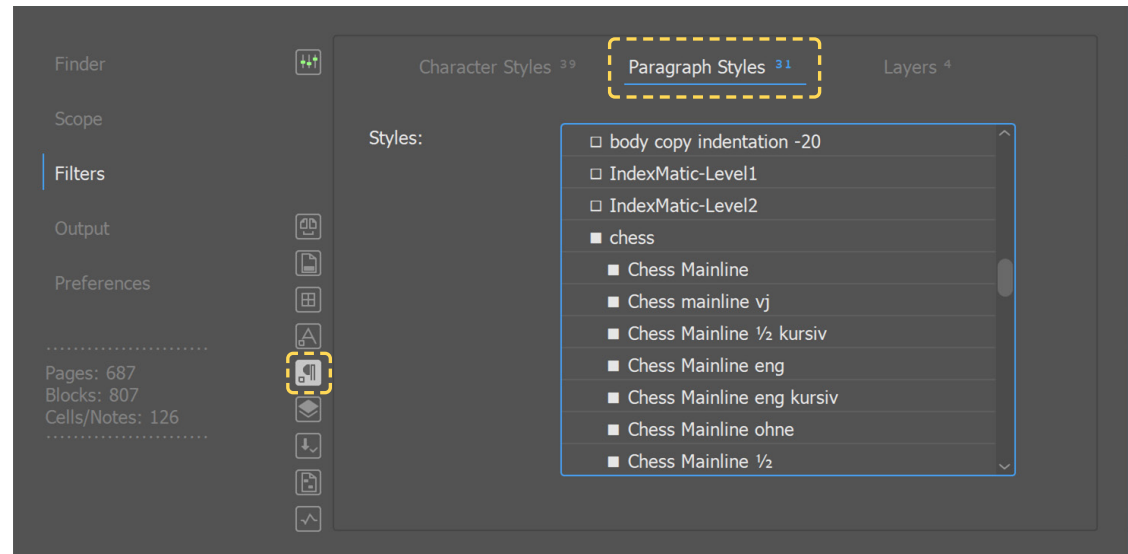 Finder
Scope
Filters
Output
Preferences
Pages: 687
Blocks: 807
Cells/Notes: 126
Character Styles 39
Paragraph Styles 31
Layers 4
Styles:
body copy indentation -20
IndexMatic-Level1
IndexMatic-Level2
chess
Chess Mainline
Chess mainline vj
Chess Mainline ½ kursiv
Chess Mainline eng
Chess Mainline eng kursiv
Chess Mainline ohne
Chess Mainline ½